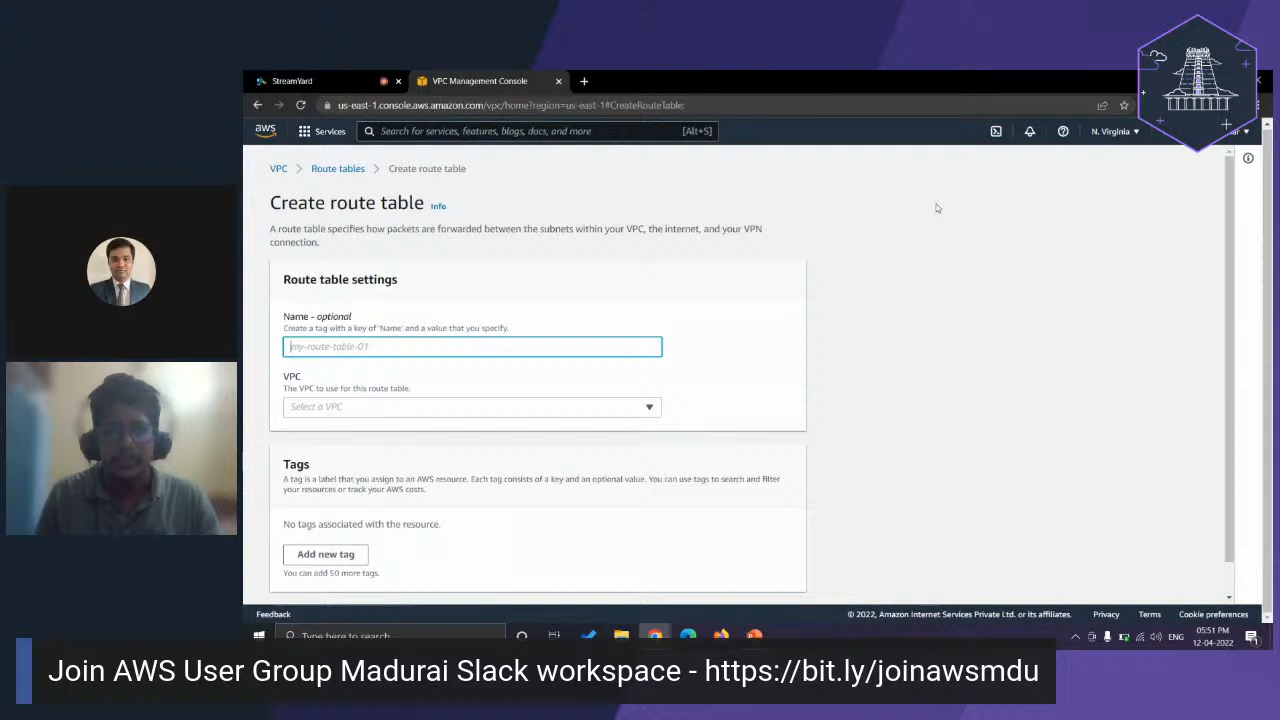 StreamYard
VPC Management Console
us-east-1.console.aws.amazon.com/vpc/home?region=us-east-1#CreateRouteTable:
aws
Services
Search for services, features, blogs, docs, and more
[Alt+S]
N. Virginia
VPC
Route tables
Create route table
Create route table
Info
A route table specifies how packets are forwarded between the subnets within your VPC, the internet, and your VPN
connection.
Route table settings
Name - optional
Create a tag with a key of 'Name' and a value that you specify.
my-route-table-01
VPC
The VPC to use for this route table.
Select a VPC
Tags
A tag is a label that you assign to an AWS resource. Each tag consists of a key and an optional value. You can use tags to search and filter
your resources or track your AWS costs.
No tags associated with the resource.
Add new tag
You can add 50 more tags.
Feedback
© 2022, Amazon Internet Services Private Ltd. or its affiliates.
Privacy
Terms
Cookie preferences
Type here to search
ENG
05:51 PM
12-04-2022
Join AWS User Group Madurai Slack workspace - https://bit.ly/joinawsmdu